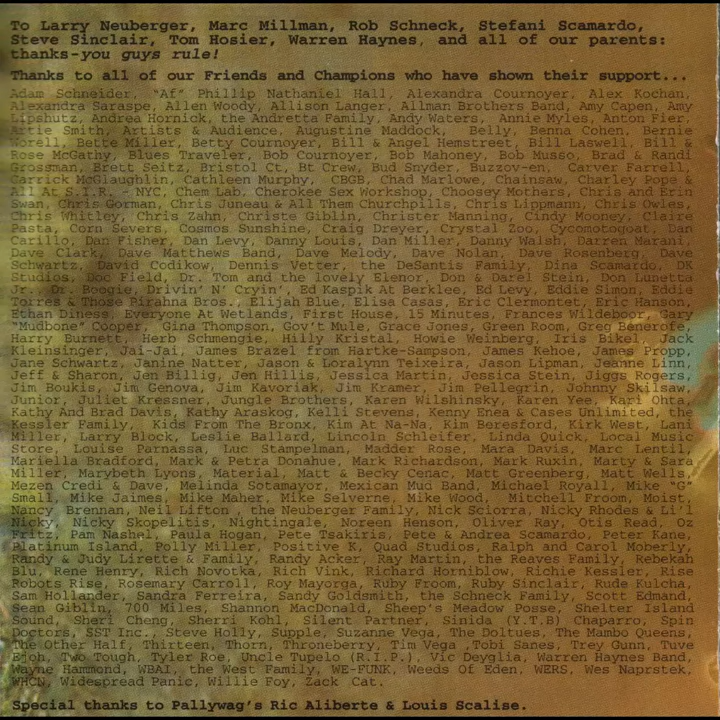 To Larry Neuberger, Marc Millman, Rob Schneck, Stefani Scamardo,
Steve Sinclair, Tom Hosier, Warren Haynes, and all of our parents:
thanks-you guys rule!
Thanks to all of our Friends and Champions who have shown their support...
Adam Schneider, "Af" Phillip Nathaniel Hall, Alexandra Cournoyer, Alex Kochan,
Alexandra Saraspe, Allen Woody, Allison Langer, Allman Brothers Band, Amy Capen, Amy
Lipshutz, Andrea Hornick, the Andretta Family, Andy Waters, Annie Myles, Anton Fier,
Artie Smith, Artists & Audience, Augustine Maddock, Belly, Benna Cohen, Bernie
Worell, Bette Miller, Betty Cournoyer, Bill & Angel Hemstreet, Bill Laswell, Bill &
Rose McGathy, Blues Traveler, Bob Cournoyer, Bob Mahoney, Bob Musso, Brad & Randi
Grossman, Brett Seitz, Bristol Ct, Bt Crew, Bud Snyder, Buzzov-en, Carver Farrell,
Carrick McGlaughlin, Cathleen Murphy, CBGB, Chad Marlowe, Chainsaw, Charley Pope &
All At S.I.R. - NYC, Chem Lab, Cherokee Sex Workshop, Choosey Mothers, Chris and Erin
Swan, Chris Gorman, Chris Juneau & All Them Churchpills, Chris Lippmann, Chris Owles,
Chris Whitley, Chris Zahn, Christe Giblin, Christer Manning, Cindy Mooney, Claire
Pasta, Corn Severs, Cosmos Sunshine, Craig Dreyer, Crystal Zoo, Cycomotogoat, Dan
Carillo, Dan Fisher, Dan Levy, Danny Louis, Dan Miller, Danny Walsh, Darren Marani,
Dave Clark, Dave Matthews Band, Dave Melody, Dave Nolan, Dave Rosenberg, Dave
Schwartz, David Codikow, Dennis Vetter, the DeSantis Family, Dina Scamardo, DK
Studios, Doc Field, Dr. Tom and the lovely Elenor, Don & Darel Stein, Don Lunetta
Jr., Dr. Boogie, Drivin' N' Cryin', Ed Kaspik At Berklee, Ed Levy, Eddie Simon, Eddie
Torres & Those Pirahna Bros., Elijah Blue, Elisa Casas, Eric Clermontet, Eric Hanson,
Ethan Diness, Everyone At Wetlands, First House, 15 Minutes, Frances Wildeboor, Gary
"Mudbone" Cooper, Gina Thompson, Gov't Mule, Grace Jones, Green Room, Greg Benerofe,
Harry Burnett, Herb Schmengie, Hilly Kristal, Howie Weinberg, Iris Bikel, Jack
Kleinsinger, Jai-Jai, James Brazel from Hartke-Sampson, James Kehoe, James Propp,
Jane Schwartz, Janine Natter, Jason & Loralynn Teixeira, Jason Lipman, Jeanne Linn,
Jeff & Sharon, Jen Billig, Jen Hillis, Jessica Martin, Jessica Stein, Jiggs Rogers,
Jim Boukis, Jim Genova, Jim Kavoriak, Jim Kramer, Jim Pellegrin, Johnny Skilsaw,
Junior, Juliet Kressner, Jungle Brothers, Karen Wilshinsky, Karen Yee, Kari Ohta,
Kathy And Brad Davis, Kathy Araskog, Kelli Stevens, Kenny Enea & Cases Unlimited, the
Kessler Family, Kids From The Bronx, Kim At Na-Na, Kim Beresford, Kirk West, Lani
Miller, Larry Block, Leslie Ballard, Lincoln Schleifer, Linda Quick, Local Music
Store, Louise Parnassa, Luc Stampelman, Madder Rose, Mara Davis, Marc Lentil,
Mariella Bradford, Mark & Petra Donahue, Mark Richardson, Mark Ruxin, Marty & Sara
Miller, Marybeth Lyons, Material, Matt & Becky Cenac, Matt Greenberg, Matt Wells,
Mezen Credi & Dave, Melinda Sotamayor, Mexican Mud Band, Michael Royall, Mike "G"
Small, Mike Jaimes, Mike Maher, Mike Selverne, Mike Wood, Mitchell Froom, Moist,
Nancy Brennan, Neil Lifton, the Neuberger Family, Nick Sciorra, Nicky Rhodes & Li'l
Nicky, Nicky Skopelitis, Nightingale, Noreen Henson, Oliver Ray, Otis Read, Oz
Fritz, Pam Nashel, Paula Hogan, Pete Tsakiris, Pete & Andrea Scamardo, Peter Kane,
Platinum Island, Polly Miller, Positive K, Quad Studios, Ralph and Carol Moberly,
Randy & Judy Lirette & Family, Randy Acker, Ray Martin, the Reaves Family, Rebekah
Blu, Rene Henry, Rich Novotka, Rich Vink, Richard Horniblow, Richie Kessler, Rise
Robots Rise, Rosemary Carroll, Roy Mayorga, Ruby Froom, Ruby Sinclair, Rude Kulcha,
Sam Hollander, Sandra Ferreira, Sandy Goldsmith, the Schneck Family, Scott Edmand,
Sean Giblin, 700 Miles, Shannon MacDonald, Sheep's Meadow Posse, Shelter Island
Sound, Sheri Cheng, Sherri Kohl, Silent Partner, Sinida (Y.T.B) Chaparro, Spin
Doctors, SST Inc., Steve Holly, Supple, Suzanne Vega, The Doltues, The Mambo Queens,
The Other Half, Thirteen, Thorn, Throneberry, Tim Vega ,Tobi Sanes, Trey Gunn, Tuve
Ejoh, Two Tough, Tyler Roe, Uncle Tupelo (R.I.P.), Vic Deyglia, Warren Haynes Band,
Wayne Hammond, WBAI, the West Family, WE-FUNK, Weeds Of Eden, WERS, Wes Naprstek,
WHCN, Widespread Panic, Willie Foy, Zack Cat.
Special thanks to Pallywag's Ric Aliberte & Louis Scalise.